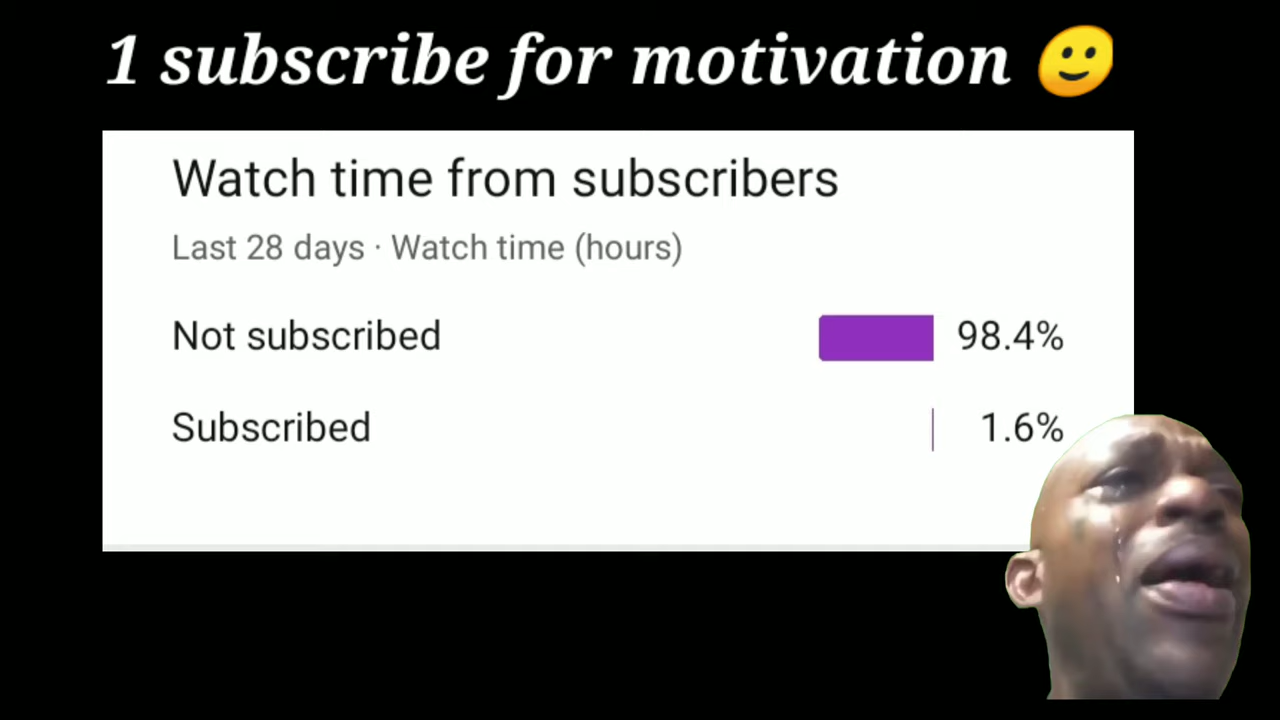 1 subscribe for motivation 🙂
Watch time from subscribers
Last 28 days · Watch time (hours)
Not subscribed 98.4%
Subscribed 1.6%